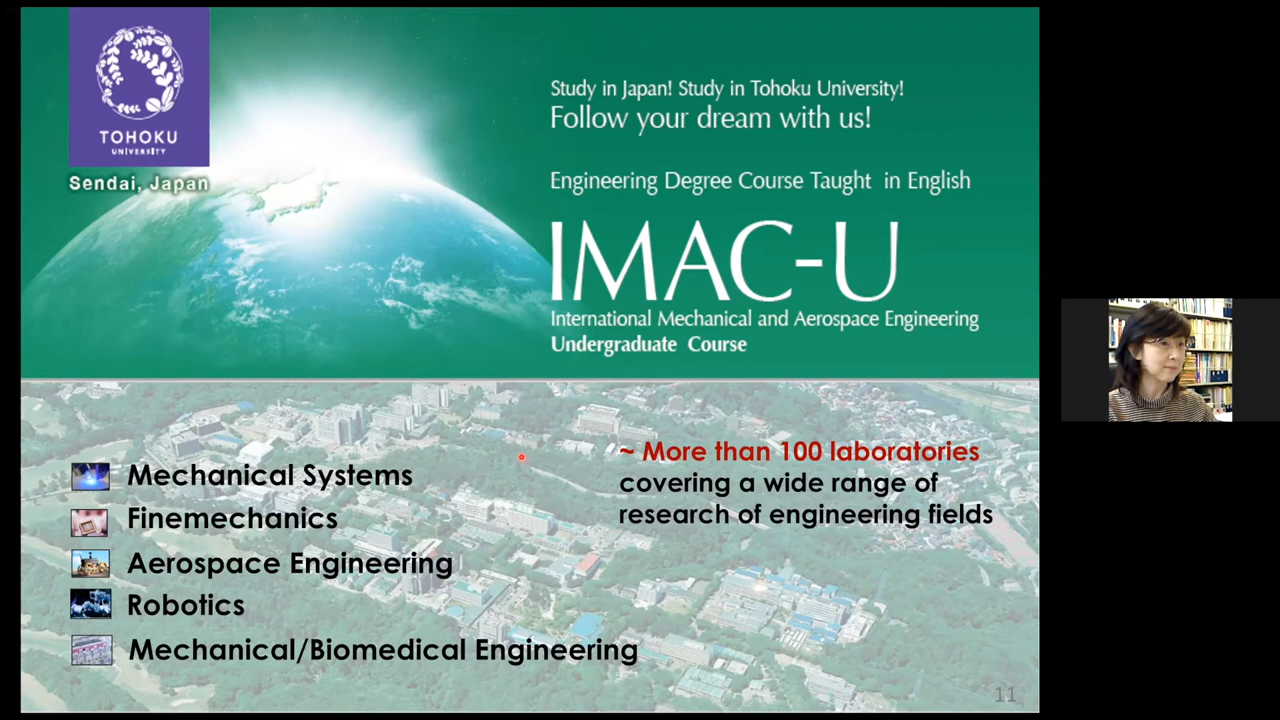 TOHOKU
UNIVERSITY
Sendai, Japan
Study in Japan! Study in Tohoku University!
Follow your dream with us!
Engineering Degree Course Taught in English
IMAC-U
International Mechanical and Aerospace Engineering
Undergraduate Course
Mechanical Systems
Finemechanics
Aerospace Engineering
Robotics
Mechanical/Biomedical Engineering
~ More than 100 laboratories
covering a wide range of
research of engineering fields
11